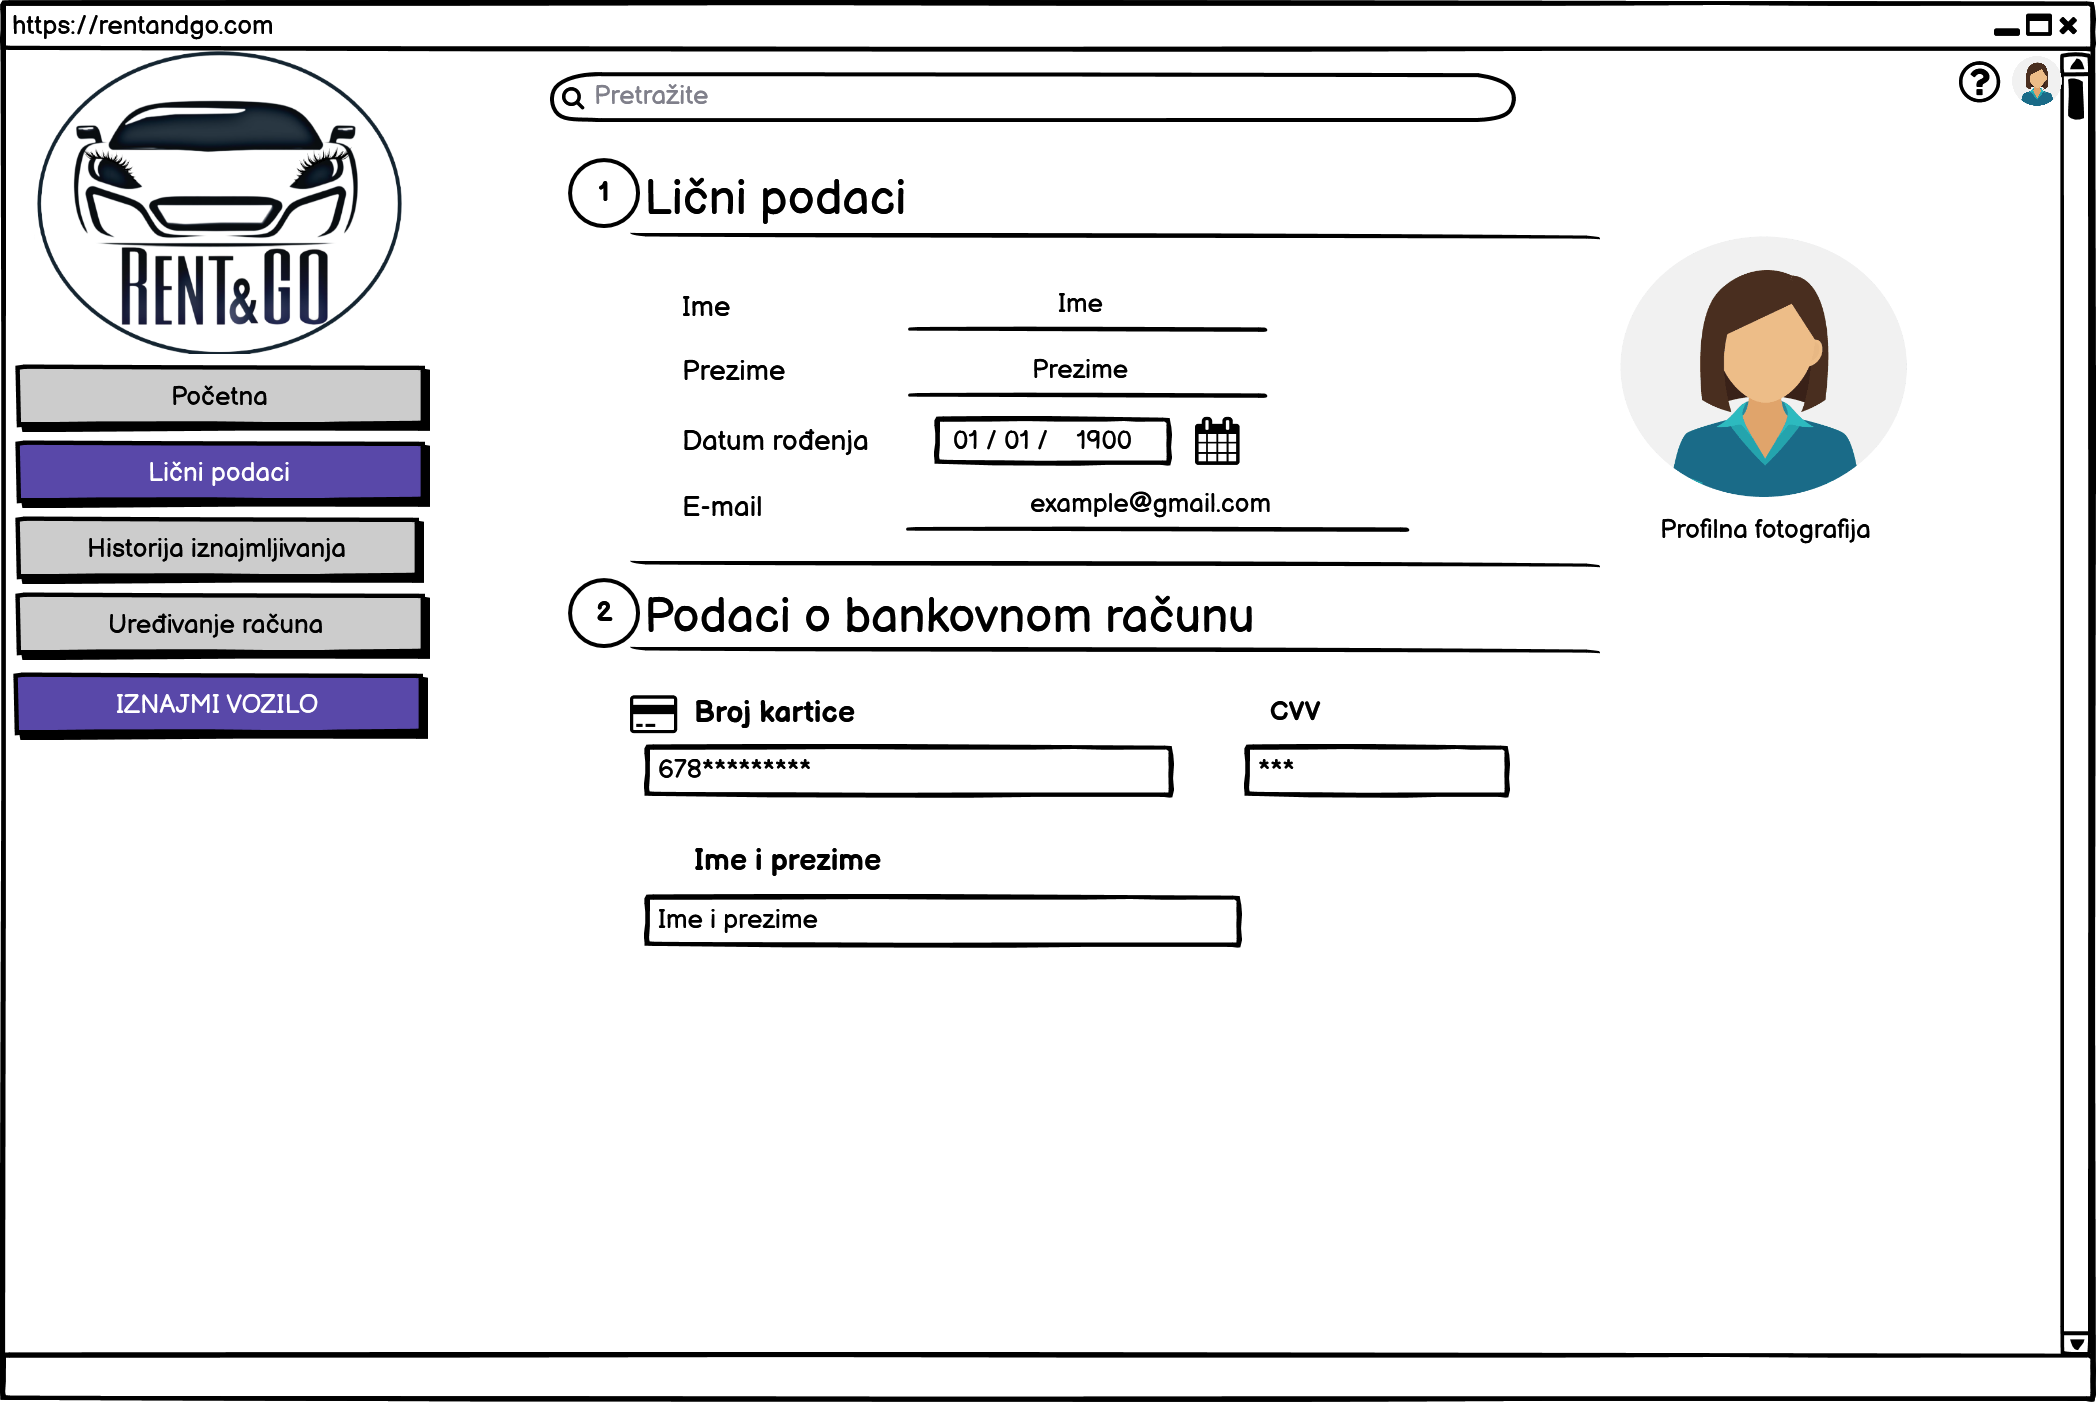 https://rentandgo.com
Pretražite
?
RENT&GO
Početna
Lični podaci
Historija iznajmljivanja
Uređivanje računa
IZNAJMI VOZILO
1 Lični podaci
Ime Ime
Prezime Prezime
Datum rođenja 01 / 01 / 1900
E-mail example@gmail.com
Profilna fotografija
2 Podaci o bankovnom računu
Broj kartice CVV
678********* ***
Ime i prezime
Ime i prezime